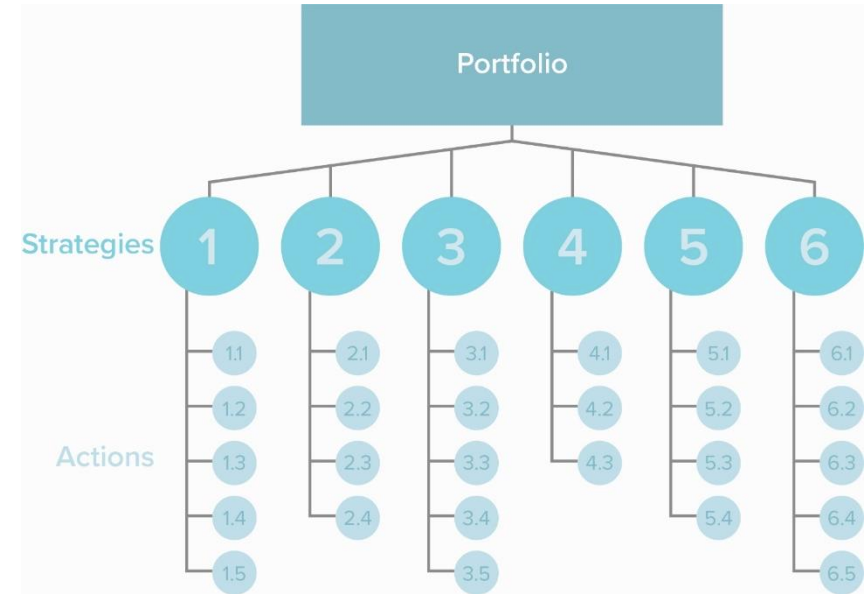 Portfolio
Strategies 1 2 3 4 5 6
1.1 2.1 3.1 4.1 5.1 6.1
1.2 2.2 3.2 4.2 5.2 6.2
Actions 1.3 2.3 3.3 4.3 5.3 6.3
1.4 2.4 3.4 5.4 6.4
1.5 3.5 6.5